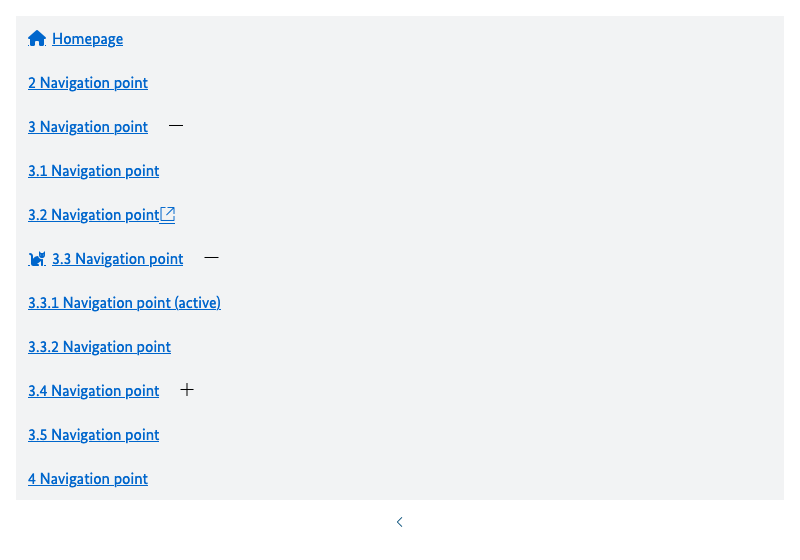 Homepage
2 Navigation point
3 Navigation point
3.1 Navigation point
3.2 Navigation point
3.3 Navigation point
3.3.1 Navigation point (active)
3.3.2 Navigation point
3.4 Navigation point
3.5 Navigation point
4 Navigation point